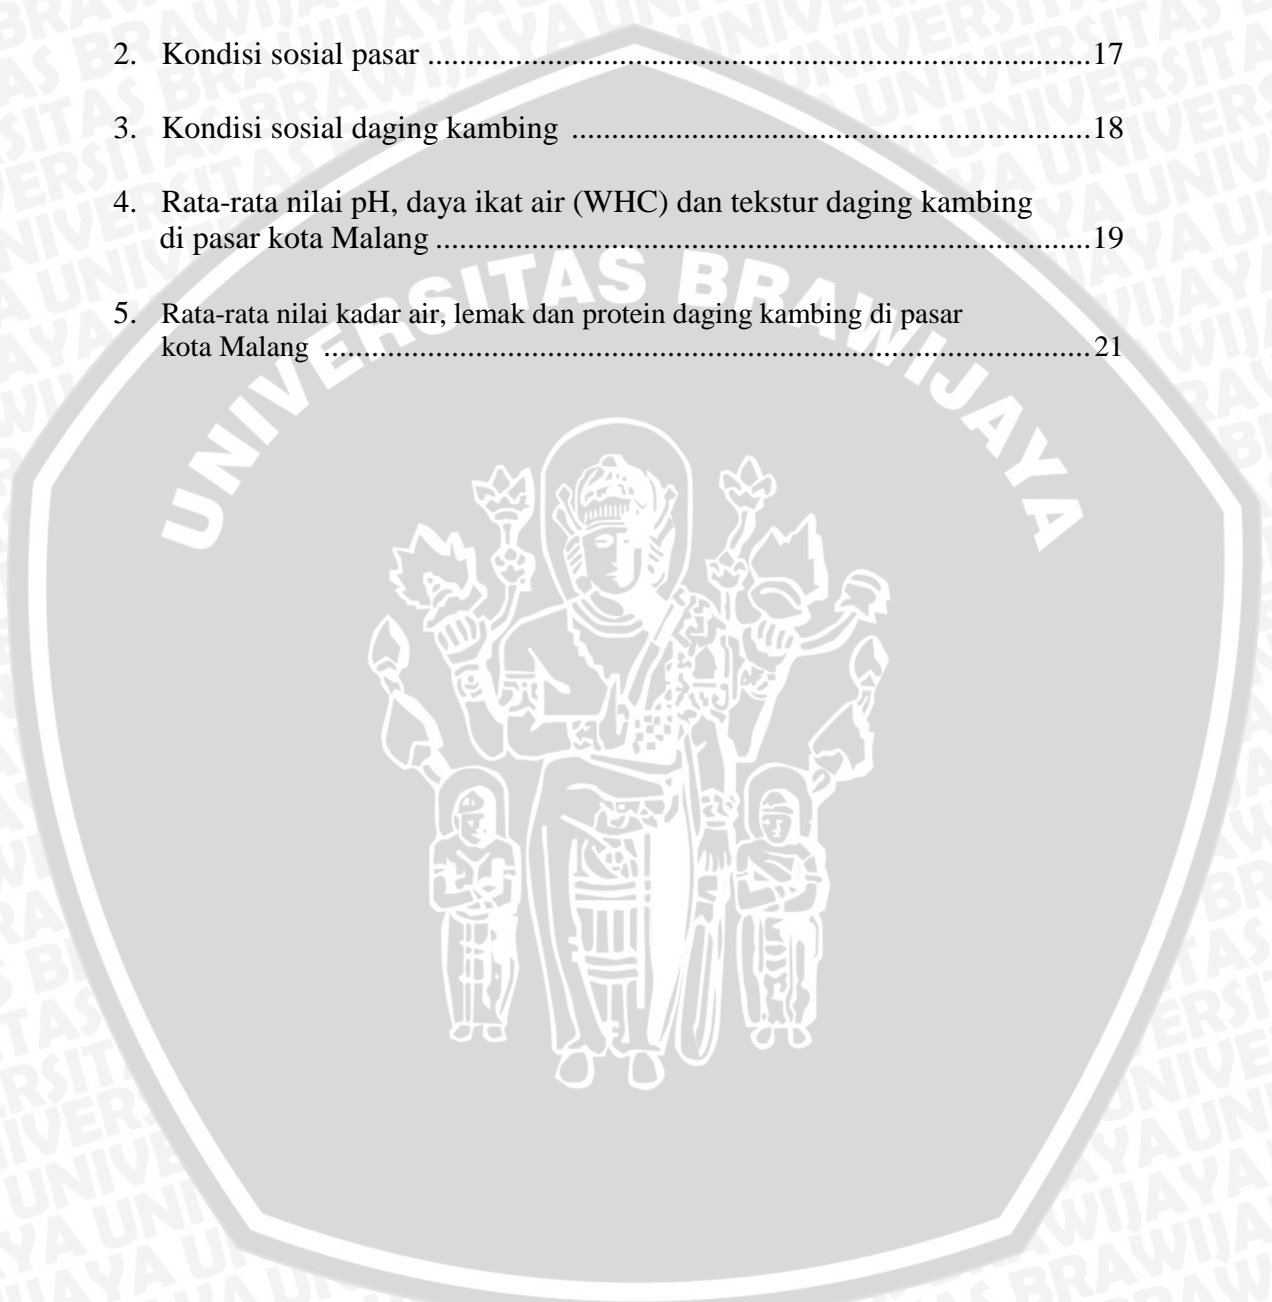 2. Kondisi sosial pasar ....................................................................................17
3. Kondisi sosial daging kambing ..................................................................18
4. Rata-rata nilai pH, daya ikat air (WHC) dan tekstur daging kambing
di pasar kota Malang ...................................................................................19
5. Rata-rata nilai kadar air, lemak dan protein daging kambing di pasar
kota Malang ..................................................................................................21
UNIVERSITAS BRAWIJAYA